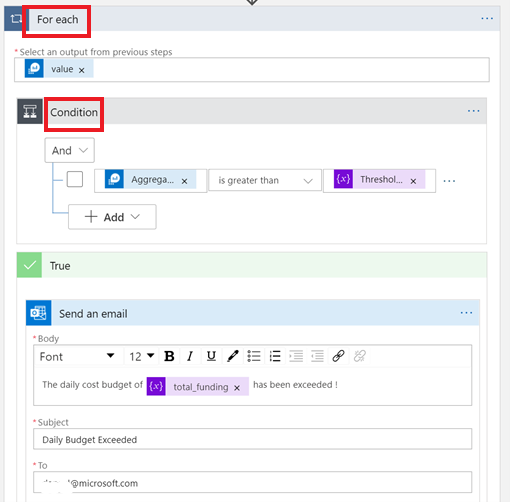 For each
* Select an output from previous steps
value ×
Condition
And
Aggrega... × is greater than {x} Threshol... ×
+ Add
True
Send an email
* Body
Font 12 B I U
The daily cost budget of {x} total_funding × has been exceeded !
* Subject
Daily Budget Exceeded
* To
@microsoft.com